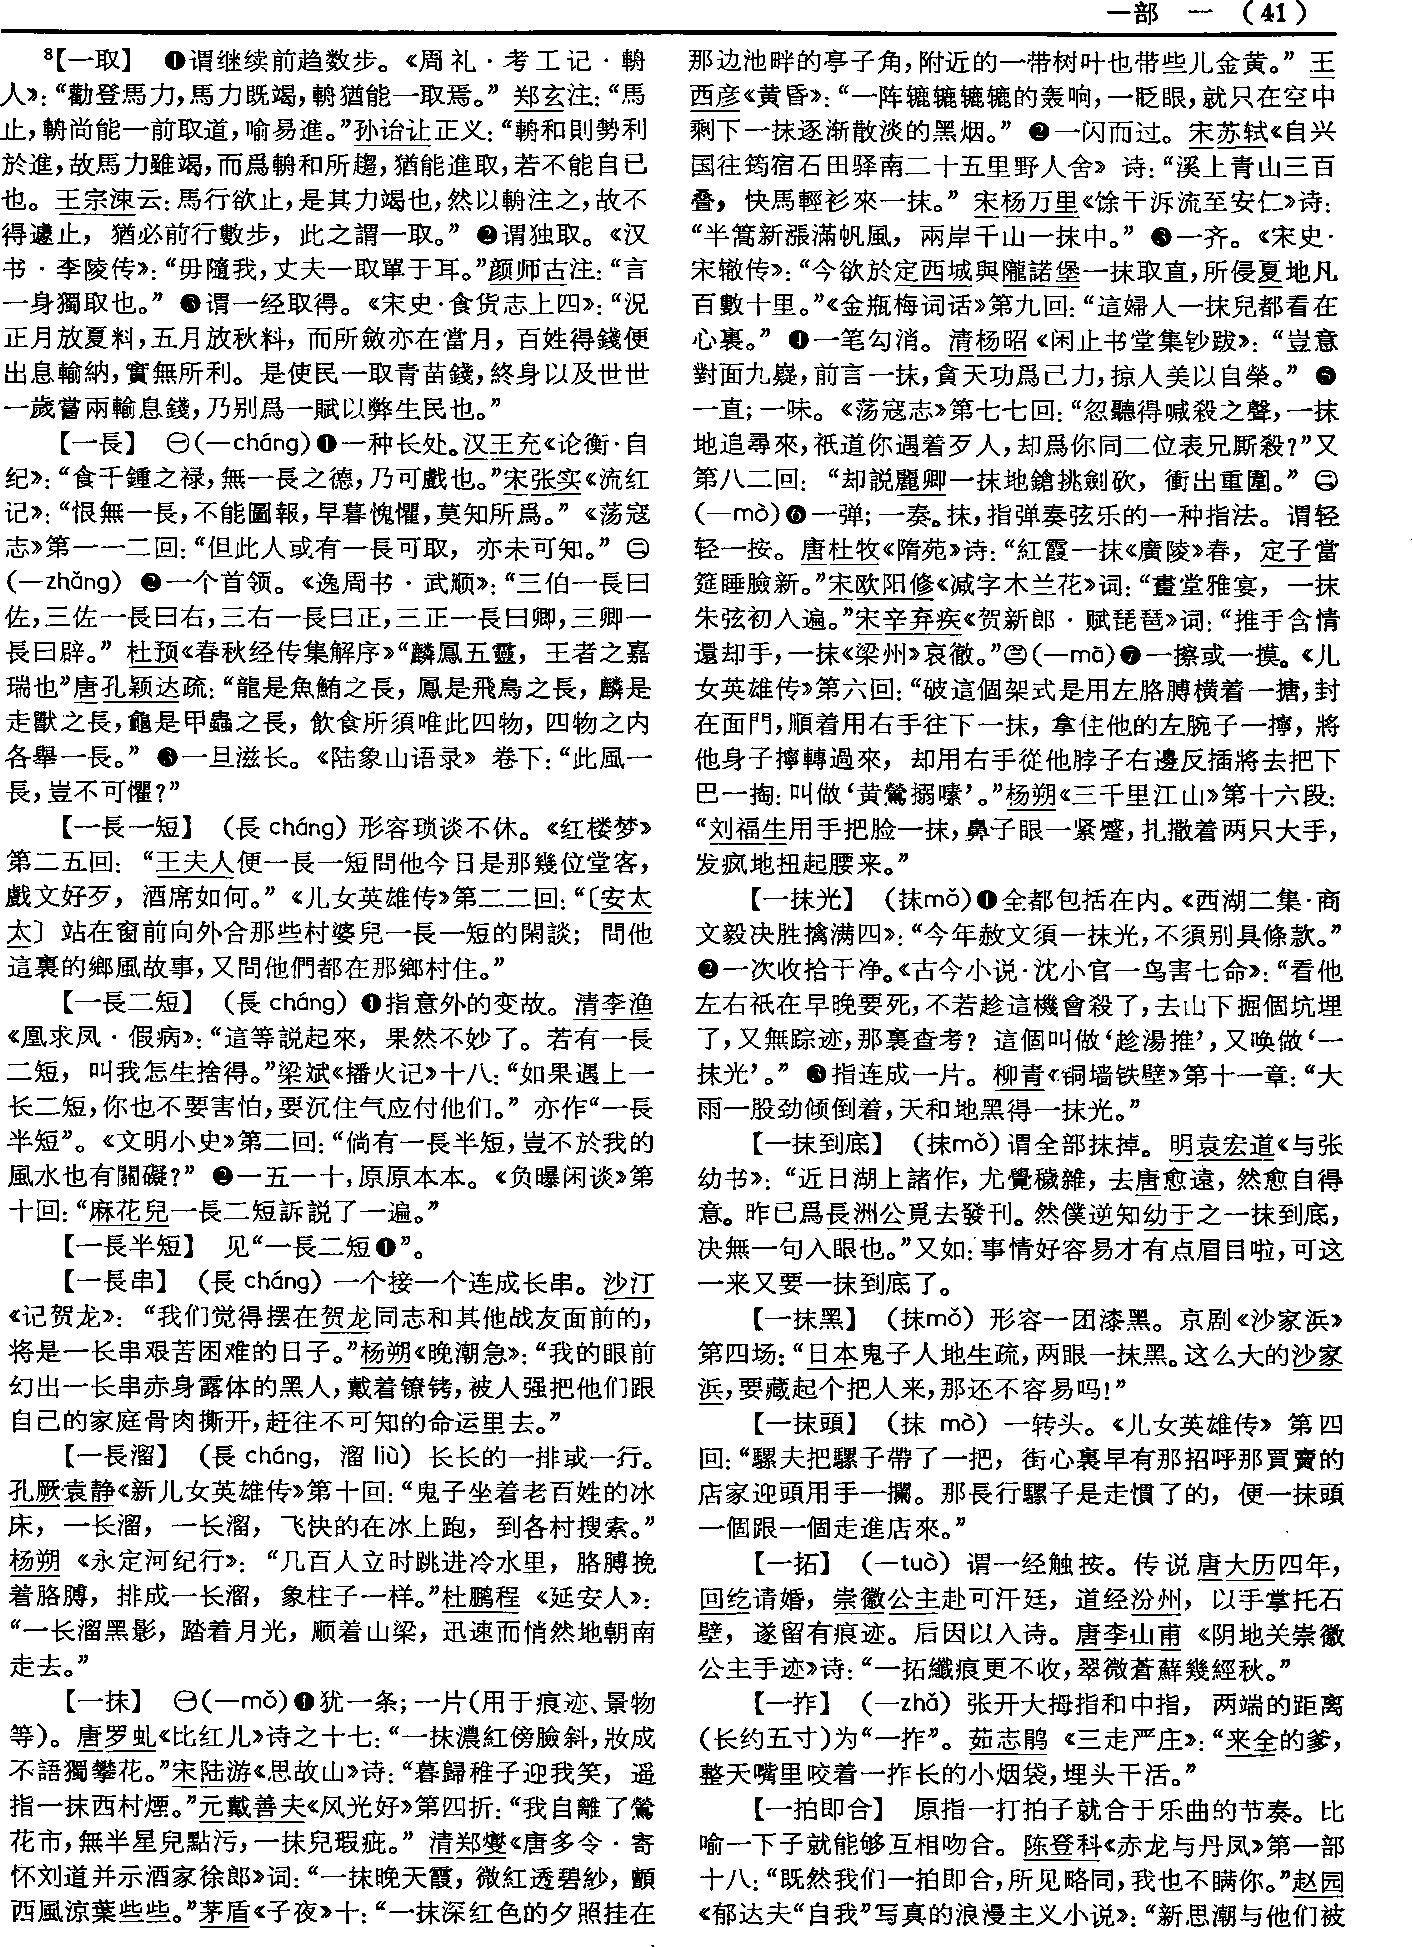 一部 一 （41）
⁸【一取】 ❶谓继续前趋数步。《周礼·考工记·輈
人》：“勸登馬力，馬力既竭，輈猶能一取焉。” 郑玄注：“馬
止，輈尚能一前取道，喻易進。”孙诒让正义：“輈和則勢利
於進，故馬力雖竭，而爲輈和所趨，猶能進取，若不能自已
也。王宗涑云：馬行欲止，是其力竭也，然以輈注之，故不
得遽止，猶必前行數步，此之謂一取。” ❷谓独取。《汉
书·李陵传》：“毋隨我，丈夫一取單于耳。”颜师古注：“言
一身獨取也。” ❸谓一经取得。《宋史·食货志上四》：“況
正月放夏料，五月放秋料，而所斂亦在當月，百姓得錢便
出息輸納，實無所利。是使民一取青苗錢，終身以及世世
一歲嘗兩輸息錢，乃别爲一賦以弊生民也。”
【一長】 ㊀（—cháng）❶一种长处。汉王充《论衡·自
纪》：“食千鍾之禄，無一長之德，乃可戲也。”宋张实《流红
记》：“恨無一長，不能圖報，早暮愧懼，莫知所爲。” 《荡寇
志》第一一二回：“但此人或有一長可取，亦未可知。” ㊁
（—zhǎng） ❷一个首领。《逸周书·武顺》：“三伯一長曰
佐，三佐一長曰右，三右一長曰正，三正一長曰卿，三卿一
長曰辟。” 杜预《春秋经传集解序》“麟鳳五靈，王者之嘉
瑞也”唐孔颖达疏：“龍是魚鮪之長，鳳是飛鳥之長，麟是
走獸之長，龜是甲蟲之長，飲食所須唯此四物，四物之内
各舉一長。” ❸一旦滋长。《陆象山语录》卷下：“此風一
長，豈不可懼？”
【一長一短】 （長 cháng）形容琐谈不休。《红楼梦》
第二五回：“王夫人便一長一短問他今日是那幾位堂客，
戲文好歹，酒席如何。” 《儿女英雄传》第二二回：“〔安太
太〕站在窗前向外合那些村婆兒一長一短的閑談；問他
這裏的鄉風故事，又問他們都在那鄉村住。”
【一長二短】 （長 cháng）❶指意外的变故。清李渔
《凰求凤·假病》：“這等説起來，果然不妙了。若有一長
二短，叫我怎生捨得。”梁斌《播火记》十八：“如果遇上一
长二短，你也不要害怕，要沉住气应付他们。” 亦作“一長
半短”。《文明小史》第二回：“倘有一長半短，豈不於我的
風水也有關礙？” ❷一五一十，原原本本。《负曝闲谈》第
十回：“麻花兒一長二短訴説了一遍。”
【一長半短】 见“一長二短❶”。
【一長串】 （長 cháng）一个接一个连成长串。沙汀
《记贺龙》：“我们觉得摆在贺龙同志和其他战友面前的，
将是一长串艰苦困难的日子。”杨朔《晚潮急》：“我的眼前
幻出一长串赤身露体的黑人，戴着镣铐，被人强把他们跟
自己的家庭骨肉撕开，赶往不可知的命运里去。”
【一長溜】 （長 cháng，溜 liù）长长的一排或一行。
孔厥袁静《新儿女英雄传》第十回：“鬼子坐着老百姓的冰
床，一长溜，一长溜，飞快的在冰上跑，到各村搜索。”
杨朔《永定河纪行》：“几百人立时跳进冷水里，胳膊挽
着胳膊，排成一长溜，象柱子一样。”杜鹏程《延安人》：
“一长溜黑影，踏着月光，顺着山梁，迅速而悄然地朝南
走去。”
【一抹】 ㊀（—mǒ）❶犹一条；一片（用于痕迹、景物
等）。唐罗虬《比红儿》诗之十七：“一抹濃紅傍臉斜，妝成
不語獨攀花。”宋陆游《思故山》诗：“暮歸稚子迎我笑，遥
指一抹西村煙。”元戴善夫《风光好》第四折：“我自離了鶯
花市，無半星兒點污，一抹兒瑕疵。” 清郑燮《唐多令·寄
怀刘道并示酒家徐郎》词：“一抹晚天霞，微紅透碧紗，顫
西風涼葉些些。”茅盾《子夜》十：“一抹深红色的夕照挂在
那边池畔的亭子角，附近的一带树叶也带些儿金黄。” 王
西彦《黄昏》：“一阵辘辘辘辘的轰响，一眨眼，就只在空中
剩下一抹逐渐散淡的黑烟。” ❷一闪而过。宋苏轼《自兴
国往筠宿石田驿南二十五里野人舍》诗：“溪上青山三百
叠，快馬輕衫來一抹。” 宋杨万里《馀干泝流至安仁》诗：
“半篙新漲滿帆風，兩岸千山一抹中。” ❸一齐。《宋史·
宋辙传》：“今欲於定西城與隴諾堡一抹取直，所侵夏地凡
百數十里。”《金瓶梅词话》第九回：“這婦人一抹兒都看在
心裏。” ❹一笔勾消。清杨昭《闲止书堂集钞跋》：“豈意
對面九嶷，前言一抹，貪天功爲己力，掠人美以自榮。” ❺
一直；一味。《荡寇志》第七七回：“忽聽得喊殺之聲，一抹
地追尋來，祇道你遇着歹人，却爲你同二位表兄厮殺？”又
第八二回：“却説麗卿一抹地鎗挑劍砍，衝出重圍。” ㊁
（—mò）❻一弹；一奏。抹，指弹奏弦乐的一种指法。谓轻
轻一按。唐杜牧《隋苑》诗：“紅霞一抹《廣陵》春，定子當
筵睡臉新。”宋欧阳修《减字木兰花》词：“畫堂雅宴，一抹
朱弦初入遍。”宋辛弃疾《贺新郎·赋琵琶》词：“推手含情
還却手，一抹《梁州》哀徹。”㊂（—mā）❼一擦或一摸。《儿
女英雄传》第六回：“破這個架式是用左胳膊横着一搪，封
在面門，順着用右手往下一抹，拿住他的左腕子一擰，將
他身子擰轉過來，却用右手從他脖子右邊反插將去把下
巴一掏：叫做‘黄鶯搦嗉’。”杨朔《三千里江山》第十六段：
“刘福生用手把脸一抹，鼻子眼一紧蹙，扎撒着两只大手，
发疯地扭起腰来。”
【一抹光】 （抹mǒ）❶全都包括在内。《西湖二集·商
文毅决胜擒满四》：“今年赦文須一抹光，不須别具條款。”
❷一次收拾干净。《古今小说·沈小官一鸟害七命》：“看他
左右祇在早晚要死，不若趁這機會殺了，去山下掘個坑埋
了，又無踪迹，那裏查考？這個叫做‘趁湯推’，又唤做‘一
抹光’。” ❸指连成一片。柳青《铜墙铁壁》第十一章：“大
雨一股劲倾倒着，天和地黑得一抹光。”
【一抹到底】 （抹mǒ）谓全部抹掉。明袁宏道《与张
幼书》：“近日湖上諸作，尤覺穢雜，去唐愈遠，然愈自得
意。昨已爲長洲公覓去發刊。然僕逆知幼于之一抹到底，
决無一句入眼也。”又如：事情好容易才有点眉目啦，可这
一来又要一抹到底了。
【一抹黑】 （抹mǒ）形容一团漆黑。京剧《沙家浜》
第四场：“日本鬼子人地生疏，两眼一抹黑。这么大的沙家
浜，要藏起个把人来，那还不容易吗！”
【一抹頭】 （抹 mò）一转头。《儿女英雄传》第四
回：“騾夫把騾子帶了一把，街心裏早有那招呼那買賣的
店家迎頭用手一攔。那長行騾子是走慣了的，便一抹頭
一個跟一個走進店來。”
【一拓】 （—tuò）谓一经触按。传说唐大历四年，
回纥请婚，崇徽公主赴可汗廷，道经汾州，以手掌托石
壁，遂留有痕迹。后因以入诗。唐李山甫《阴地关崇徽
公主手迹》诗：“一拓纖痕更不收，翠微蒼蘚幾經秋。”
【一拃】 （—zhǎ）张开大拇指和中指，两端的距离
（长约五寸）为“一拃”。茹志鹃《三走严庄》：“来全的爹，
整天嘴里咬着一拃长的小烟袋，埋头干活。”
【一拍即合】 原指一打拍子就合于乐曲的节奏。比
喻一下子就能够互相吻合。陈登科《赤龙与丹凤》第一部
十八：“既然我们一拍即合，所见略同，我也不瞒你。”赵园
《郁达夫“自我”写真的浪漫主义小说》：“新思潮与他们被